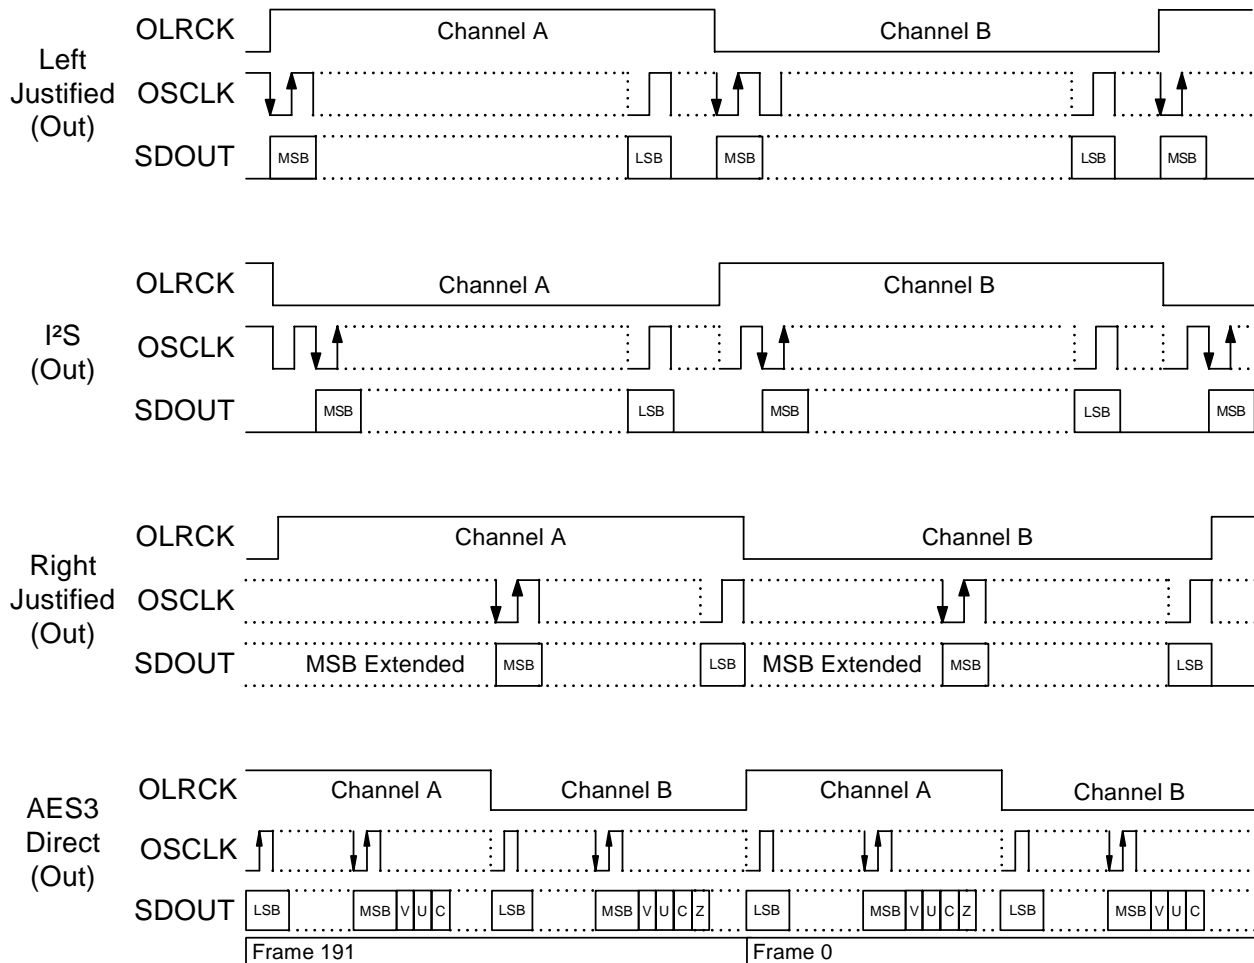 OLRCK Channel A Channel B
Left
Justified
(Out)
OSCLK
SDOUT MSB LSB MSB LSB MSB
OLRCK Channel A Channel B
I²S
(Out)
OSCLK
SDOUT MSB LSB MSB LSB MSB
OLRCK Channel A Channel B
Right
Justified
(Out)
OSCLK
SDOUT MSB Extended MSB LSB MSB Extended MSB LSB
OLRCK Channel A Channel B Channel A Channel B
AES3
Direct
(Out)
OSCLK
SDOUT LSB MSB V U C LSB MSB V U C Z LSB MSB V U C Z LSB MSB V U C
Frame 191 Frame 0